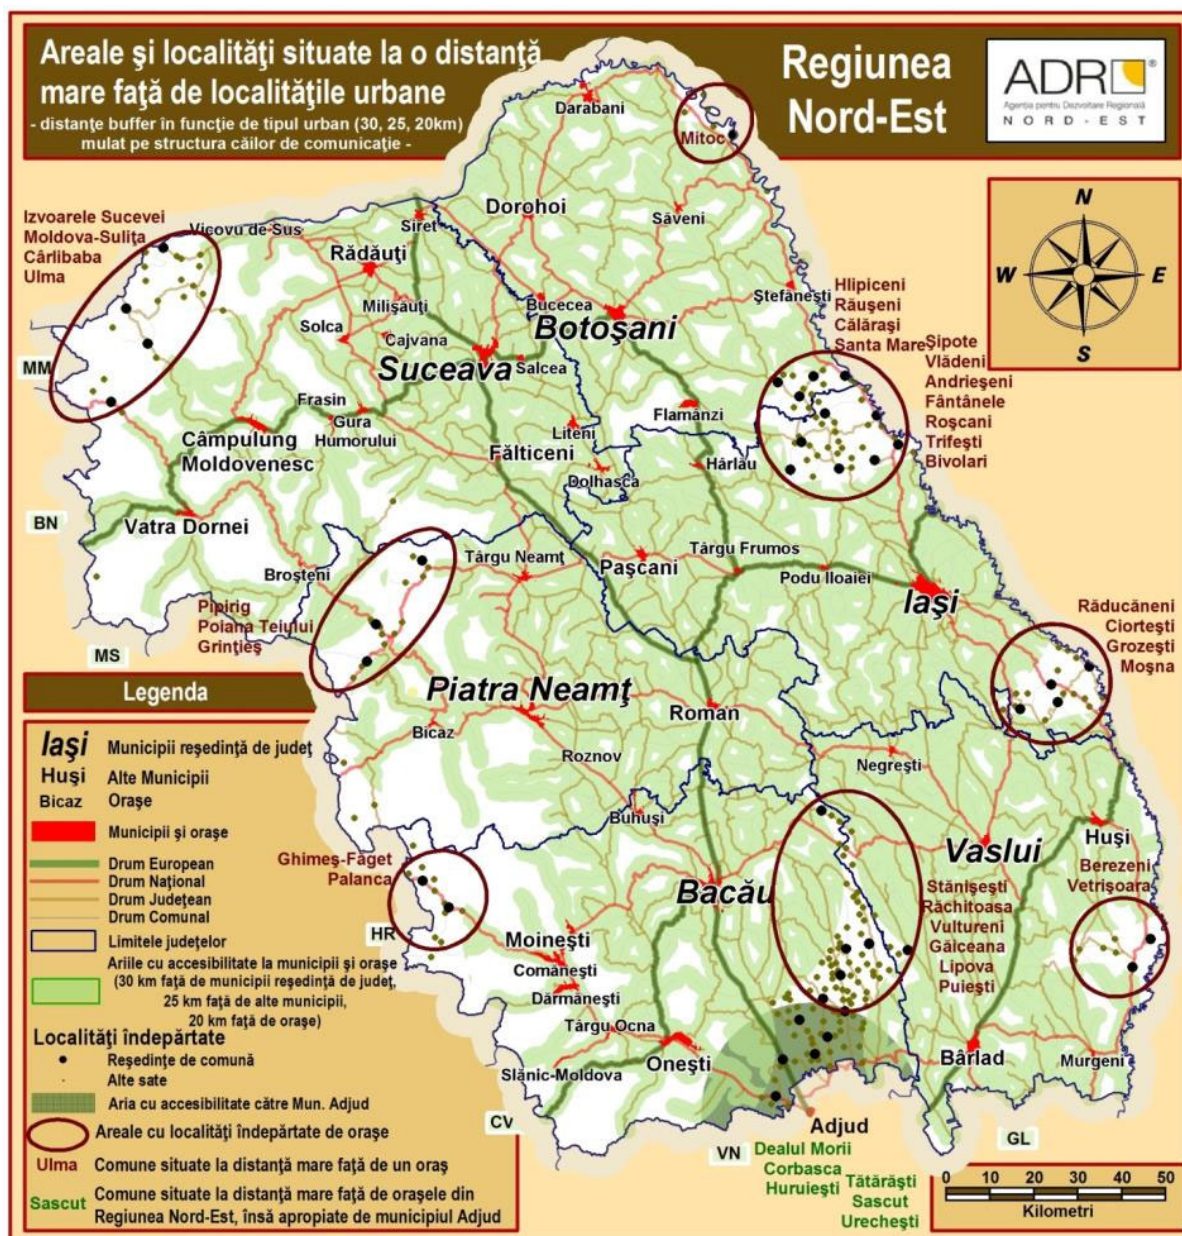 Areale şi localităţi situate la o distanţă
mare faţă de localităţile urbane
- distanţe buffer în funcţie de tipul urban (30, 25, 20km)
mulat pe structura căilor de comunicaţie -
Regiunea
Nord-Est
ADR
®
Agenţia pentru Dezvoltare Regională
NORD-EST
N
W
E
S
Darabani
Mitoc
Izvoarele Sucevei
Moldova-Suliţa
Cârlibaba
Ulma
Vicovu de Sus
Siret
Dorohoi
Săveni
Rădăuţi
Milişăuţi
Bucecea
Ştefăneşti
Botoşani
Solca
Cajvana
Suceava
Salcea
Hlipiceni
Răuşeni
Călăraşi
Santa Mare
Şipote
Vlădeni
Andrieşeni
Fântânele
Roşcani
Trifeşti
Bivolari
MM
Frasin
Gura
Humorului
Câmpulung
Moldovenesc
Liteni
Flamânzi
Fălticeni
Dolhasca
Hârlău
BN
Vatra Dornei
Broşteni
Târgu Neamţ
Paşcani
Târgu Frumos
Podu Iloaiei
Iaşi
Pipirig
Poiana Teiului
Grinţieş
MS
Răducăneni
Ciorteşti
Grozeşti
Moşna
Piatra Neamţ
Roman
Bicaz
Roznov
Negreşti
Buhuşi
Huşi
Vaslui
Ghimeş-Făget
Palanca
Bacău
Berezeni
Vetrişoara
Stănişeşti
Răchitoasa
Vultureni
Găiceana
Lipova
Puieşti
HR
Moineşti
Comăneşti
Dărmăneşti
Târgu Ocna
Oneşti
Slănic-Moldova
Bârlad
Murgeni
CV
Adjud
VN
GL
Dealul Morii
Corbasca
Huruieşti
Tătărăşti
Sascut
Urecheşti
Legenda
Iaşi Municipii reşedinţă de judeţ
Huşi Alte Municipii
Bicaz Oraşe
Municipii şi oraşe
Drum European
Drum Naţional
Drum Judeţean
Drum Comunal
Limitele judeţelor
Ariile cu accesibilitate la municipii şi oraşe
(30 km faţă de municipii reşedinţă de judeţ,
25 km faţă de alte municipii,
20 km faţă de oraşe)
Localităţi îndepărtate
Reşedinţe de comună
Alte sate
Aria cu accesibilitate către Mun. Adjud
Areale cu localităţi îndepărtate de oraşe
Ulma Comune situate la distanţă mare faţă de un oraş
Sascut Comune situate la distanţă mare faţă de oraşele din
Regiunea Nord-Est, însă apropiate de municipiul Adjud
0 10 20 30 40 50
Kilometri